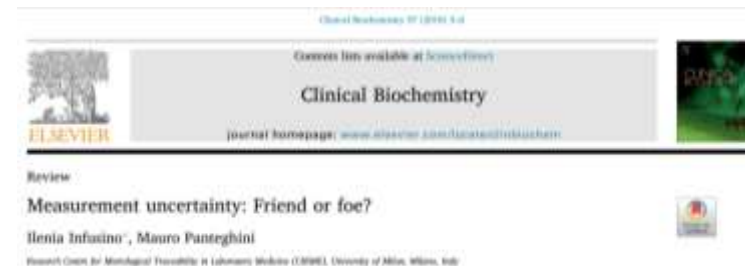 Clinical Biochemistry 57 (2018)
Contents lists available at ScienceDirect
Clinical Biochemistry
journal homepage: www.elsevier.com/locate/clinbiochem
ELSEVIER
Review
Measurement uncertainty: Friend or foe?
Ilenia Infusino, Mauro Panteghini
Research Centre for Metrological Traceability in Laboratory Medicine (CIRME), University of Milan, Milano, Italy